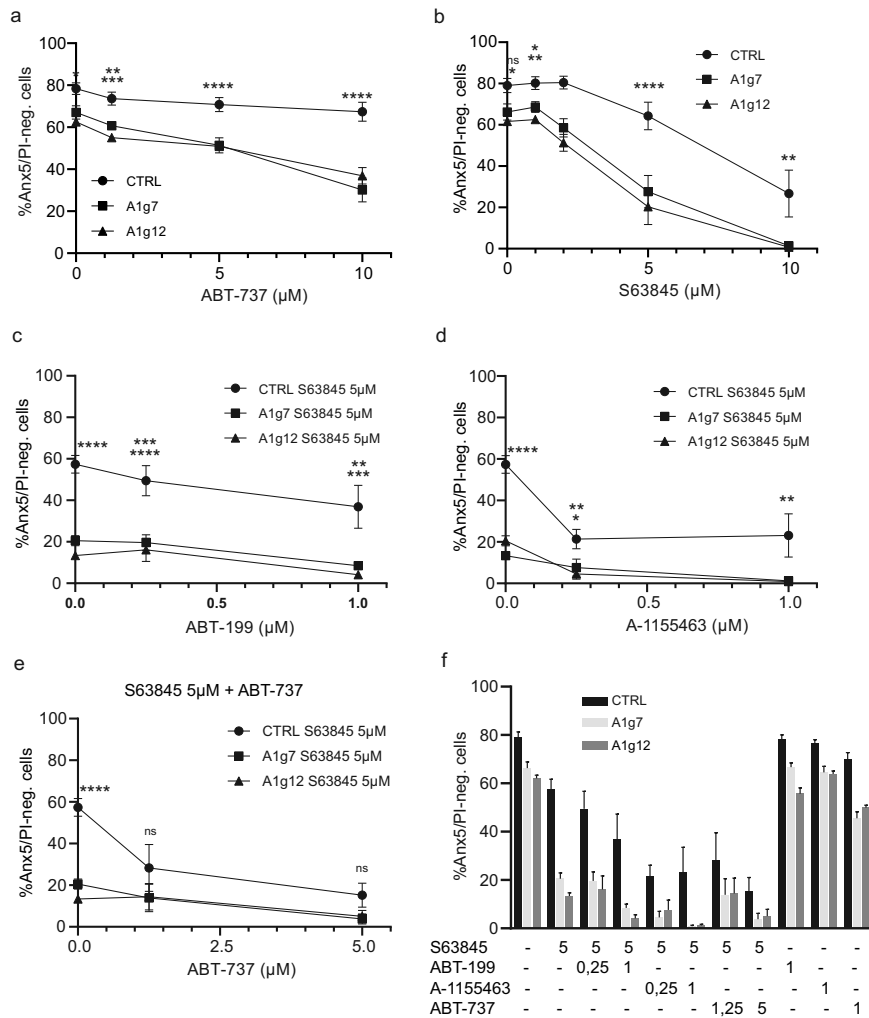 a
100
80
60
40
20
0
%Anx5/PI-neg. cells
*
**
***
****
****
CTRL
A1g7
A1g12
0
5
10
ABT-737 (µM)
b
100
80
60
40
20
0
%Anx5/PI-neg. cells
ns
*
*
**
****
**
CTRL
A1g7
A1g12
0
5
10
S63845 (µM)
c
100
80
60
40
20
0
%Anx5/PI-neg. cells
****
***
****
**
***
CTRL S63845 5µM
A1g7 S63845 5µM
A1g12 S63845 5µM
0.0
0.5
1.0
ABT-199 (µM)
d
100
80
60
40
20
0
%Anx5/PI-neg. cells
****
**
*
**
CTRL S63845 5µM
A1g7 S63845 5µM
A1g12 S63845 5µM
0.0
0.5
1.0
A-1155463 (µM)
e
S63845 5µM + ABT-737
100
80
60
40
20
0
%Anx5/PI-neg. cells
****
ns
ns
CTRL S63845 5µM
A1g7 S63845 5µM
A1g12 S63845 5µM
0.0
2.5
5.0
ABT-737 (µM)
f
100
80
60
40
20
0
%Anx5/PI-neg. cells
CTRL
A1g7
A1g12
S63845 - 5 5 5 5 5 5 5 - - -
ABT-199 - - 0,25 1 - - - - 1 - -
A-1155463 - - - - 0,25 1 - - - 1 -
ABT-737 - - - - - - 1,25 5 - - 1